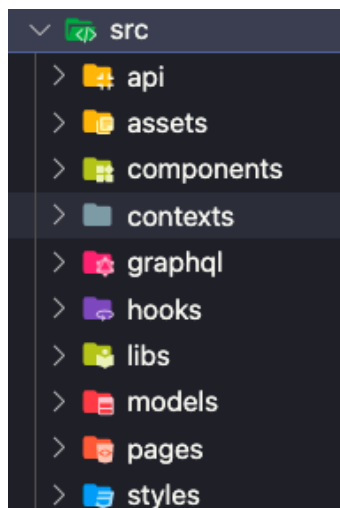 src
api
assets
components
contexts
graphql
hooks
libs
models
pages
styles